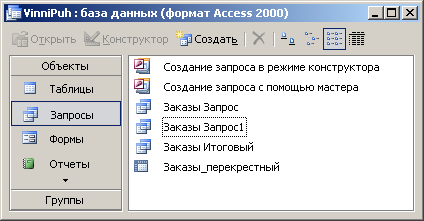 VinniPuh : база данных (формат Access 2000)
Открыть Конструктор Создать
Объекты
Таблицы
Запросы
Формы
Отчеты
Группы
Создание запроса в режиме конструктора
Создание запроса с помощью мастера
Заказы Запрос
Заказы Запрос1
Заказы Итоговый
Заказы_перекрестный